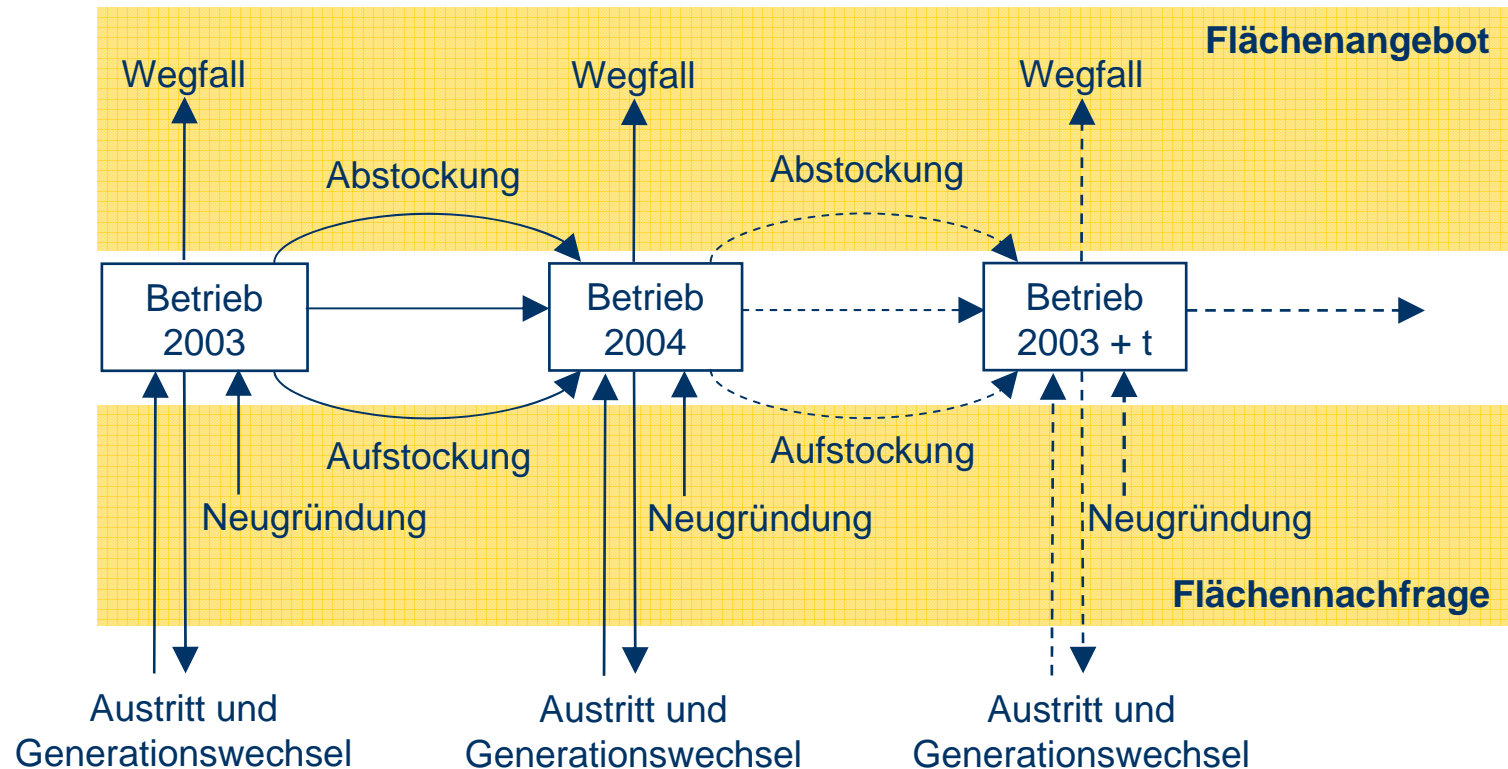 Flächenangebot
Wegfall
Wegfall
Wegfall
Abstockung
Abstockung
Betrieb
2003
Betrieb
2004
Betrieb
2003 + t
Aufstockung
Aufstockung
Neugründung
Neugründung
Neugründung
Flächennachfrage
Austritt und
Generationswechsel
Austritt und
Generationswechsel
Austritt und
Generationswechsel